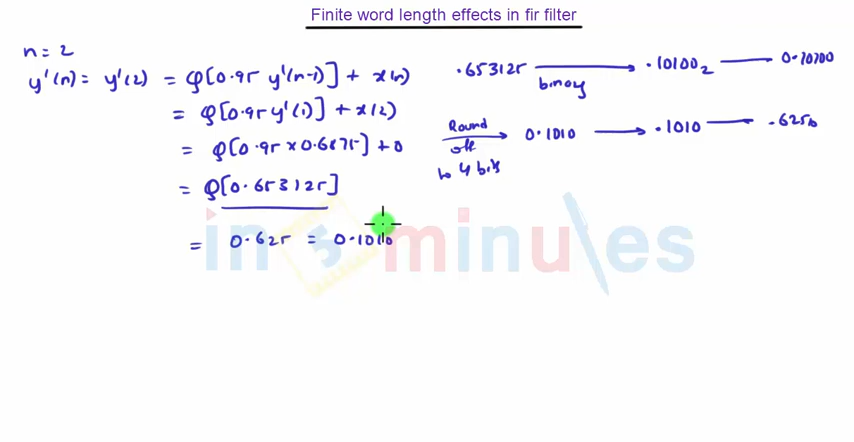 Finite word length effects in fir filter
n = 2
y'(n) = y'(2) = φ[0.95 y'(n-1)] + x(n)
= φ[0.95 y'(1)] + x(2)
= φ[0.95 × 0.6875] + 0
= φ[0.653125]
= 0.625 = 0.1010
.653125 → .10100₂ — 0.10100
binary
Round off to 4 bits → 0.1010 → .1010 — .625₁₀
in 5 minutes